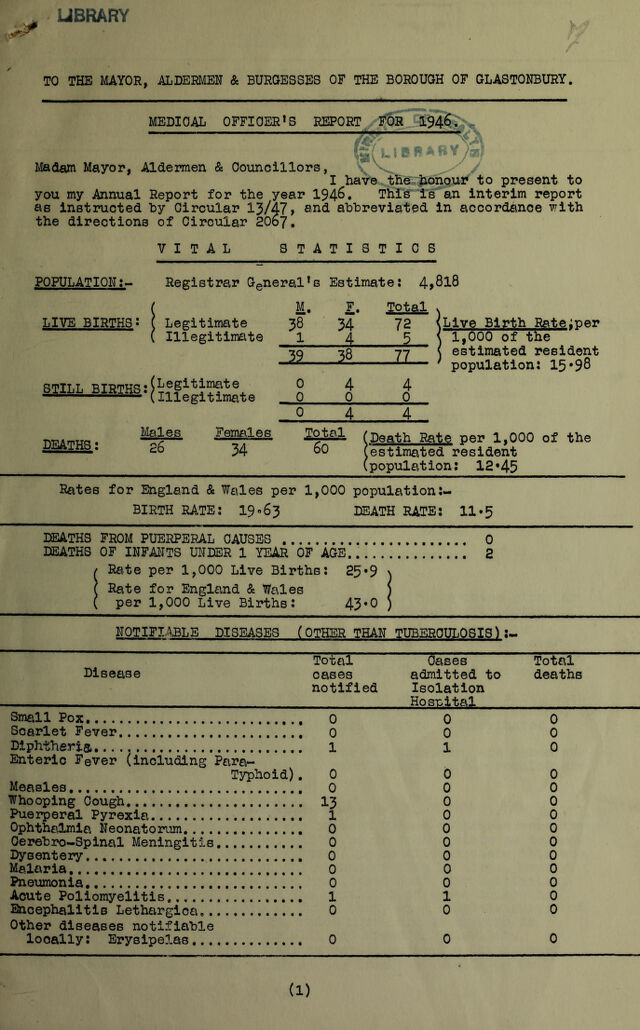 LIBRARY
TO THE MAYOR, ALDERMEN & BURGESSES OF THE BOROUGH OF GLASTONBURY.
MEDICAL OFFICER'S REPORT FOR 1946.
LIBRARY
Madam Mayor, Aldermen & Councillors,
I have the honour to present to
you my Annual Report for the year 1946. This is an interim report
as instructed by Circular 13/47, and abbreviated in accordance with
the directions of Circular 2067.
VITAL STATISTICS
POPULATION:- Registrar General's Estimate: 4,818
M. F. Total
LIVE BIRTHS: ( Legitimate 38 34 72 (Live Birth Rate;per
( Illegitimate 1 4 5 ) 1,000 of the
39 38 77 ) estimated resident
population: 15.98
STILL BIRTHS:(Legitimate 0 4 4
(Illegitimate 0 0 0
0 4 4
Males Females Total (Death Rate per 1,000 of the
DEATHS: 26 34 60 (estimated resident
(population: 12.45
Rates for England & Wales per 1,000 population:-
BIRTH RATE: 19.63 DEATH RATE: 11.5
DEATHS FROM PUERPERAL CAUSES ....................... 0
DEATHS OF INFANTS UNDER 1 YEAR OF AGE............... 2
( Rate per 1,000 Live Births: 25.9 )
( Rate for England & Wales
( per 1,000 Live Births: 43.0 )
NOTIFIABLE DISEASES (OTHER THAN TUBERCULOSIS):-
Total Cases Total
Disease cases admitted to deaths
notified Isolation
Hospital
Small Pox........................... 0 0 0
Scarlet Fever....................... 0 0 0
Diphtheria.......................... 1 1 0
Enteric Fever (including Para-
Typhoid). 0 0 0
Measles............................. 0 0 0
Whooping Cough...................... 13 0 0
Puerperal Pyrexia................... 1 0 0
Ophthalmia Neonatorum............... 0 0 0
Cerebro-Spinal Meningitis........... 0 0 0
Dysentery........................... 0 0 0
Malaria............................. 0 0 0
Pneumonia........................... 0 0 0
Acute Poliomyelitis................. 1 1 0
Encephalitis Lethargica............. 0 0 0
Other diseases notifiable
locally: Erysipelas.............. 0 0 0
(1)